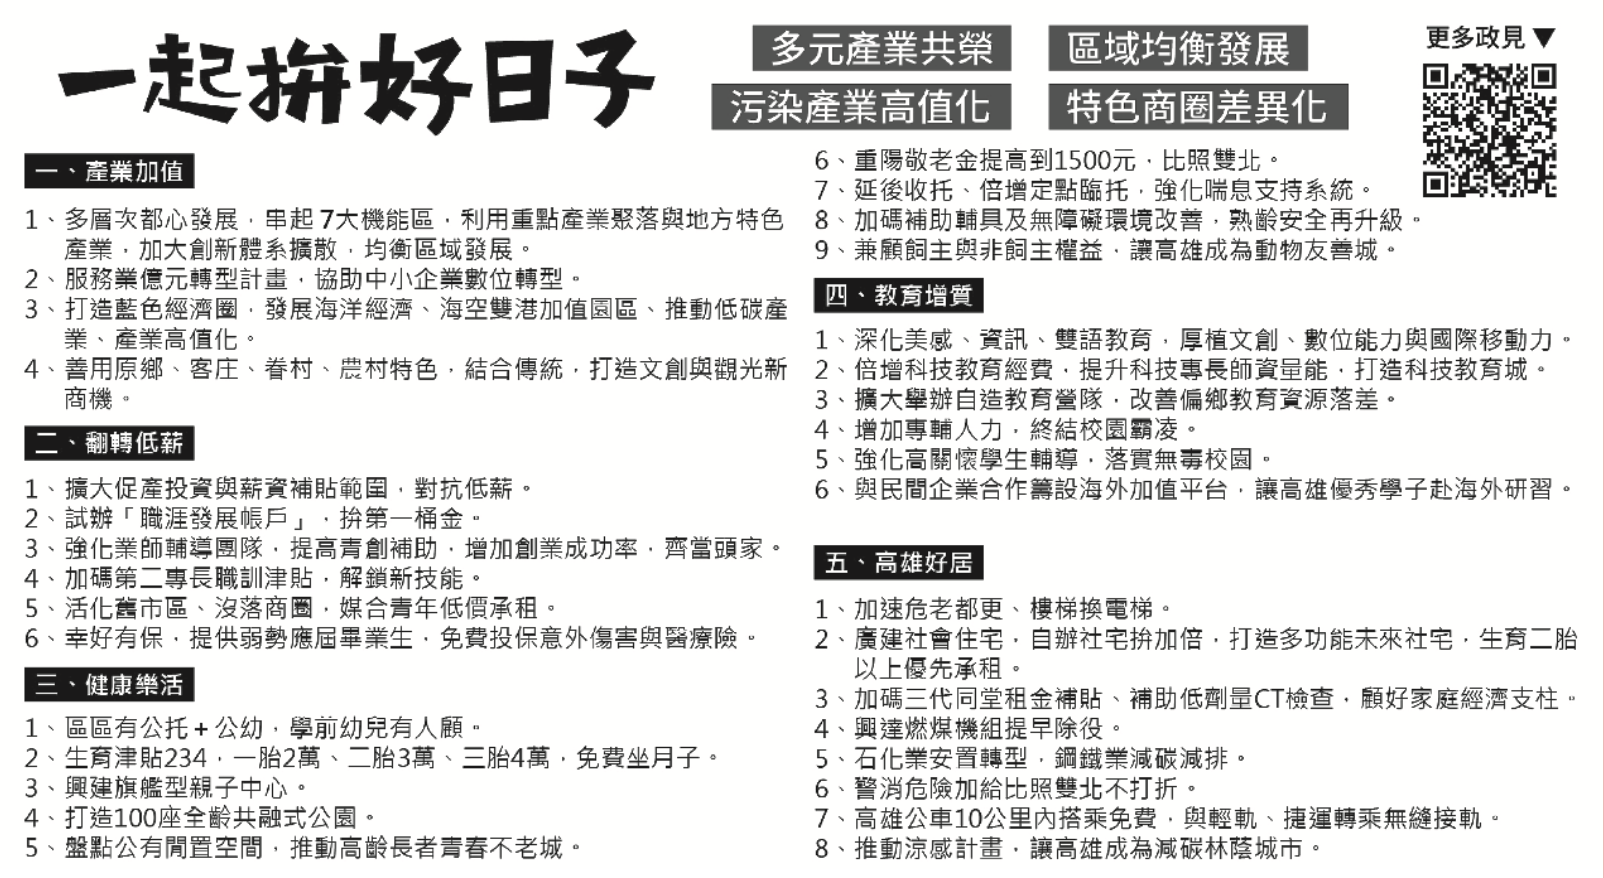 一起拚好日子
多元產業共榮
區域均衡發展
污染產業高值化
特色商圈差異化
更多政見▼
一、產業加值
1、多層次都心發展，串起7大機能區，利用重點產業聚落與地方特色
產業，加大創新體系擴散，均衡區域發展。
2、服務業億元轉型計畫，協助中小企業數位轉型。
3、打造藍色經濟圈，發展海洋經濟、海空雙港加值園區、推動低碳產
業、產業高值化。
4、善用原鄉、客庄、眷村、農村特色，結合傳統，打造文創與觀光新
商機。
二、翻轉低薪
1、擴大促產投資與薪資補貼範圍，對抗低薪。
2、試辦「職涯發展帳戶」，拚第一桶金。
3、強化業師輔導團隊，提高青創補助，增加創業成功率，齊當頭家。
4、加碼第二專長職訓津貼，解鎖新技能。
5、活化舊市區、沒落商圈，媒合青年低價承租。
6、幸好有保，提供弱勢應屆畢業生，免費投保意外傷害與醫療險。
三、健康樂活
1、區區有公托+公幼，學前幼兒有人顧。
2、生育津貼234，一胎2萬、二胎3萬、三胎4萬，免費坐月子。
3、興建旗艦型親子中心。
4、打造100座全齡共融式公園。
5、盤點公有閒置空間，推動高齡長者青春不老城。
6、重陽敬老金提高到1500元，比照雙北。
7、延後收托、倍增定點臨托，強化喘息支持系統。
8、加碼補助輔具及無障礙環境改善，熟齡安全再升級。
9、兼顧飼主與非飼主權益，讓高雄成為動物友善城。
四、教育增質
1、深化美感、資訊、雙語教育，厚植文創、數位能力與國際移動力。
2、倍增科技教育經費，提升科技專長師資量能，打造科技教育城。
3、擴大舉辦自造教育營隊，改善偏鄉教育資源落差。
4、增加專輔人力，終結校園霸凌。
5、強化高關懷學生輔導，落實無毒校園。
6、與民間企業合作籌設海外加值平台，讓高雄優秀學子赴海外研習。
五、高雄好居
1、加速危老都更、樓梯換電梯。
2、廣建社會住宅，自辦社宅拚加倍，打造多功能未來社宅，生育二胎
以上優先承租。
3、加碼三代同堂租金補貼、補助低劑量CT檢查，顧好家庭經濟支柱。
4、興達燃煤機組提早除役。
5、石化業安置轉型，鋼鐵業減碳減排。
6、警消危險加給比照雙北不打折。
7、高雄公車10公里內搭乘免費，與輕軌、捷運轉乘無縫接軌。
8、推動涼感計畫，讓高雄成為減碳林蔭城市。